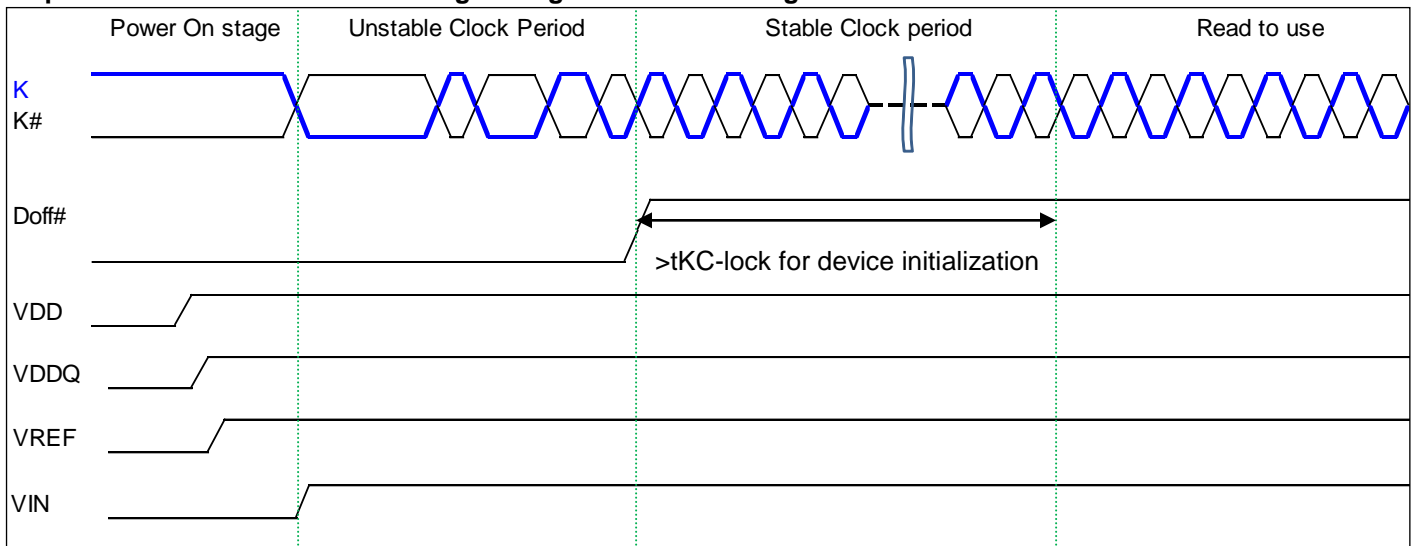 Power On stage Unstable Clock Period Stable Clock period Read to use
K
K#
Doff#
>tKC-lock for device initialization
VDD
VDDQ
VREF
VIN